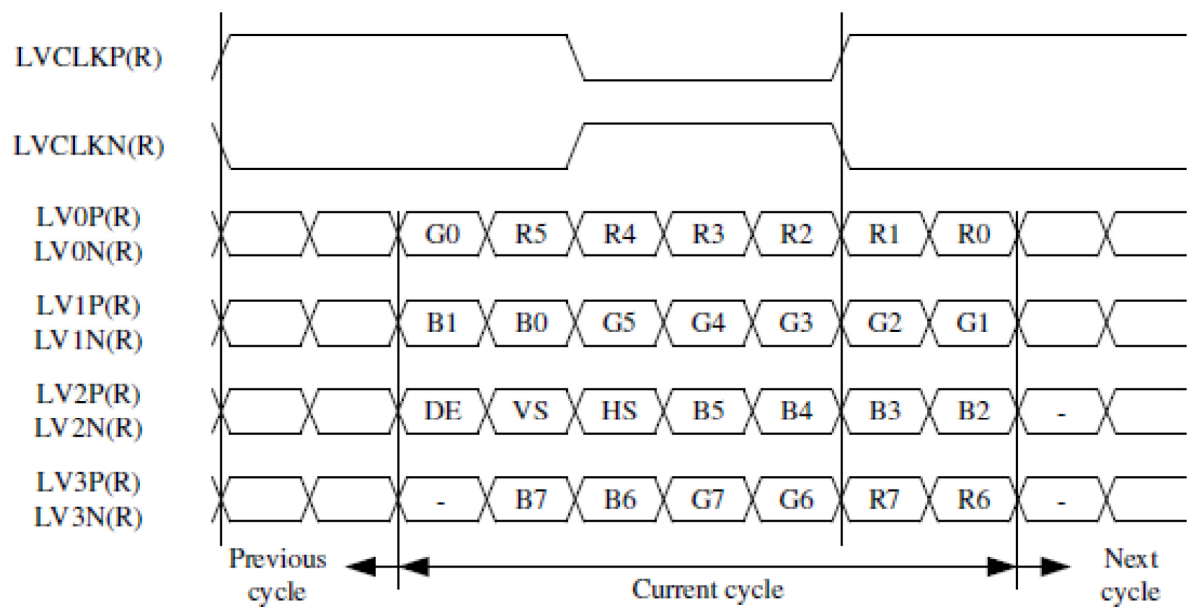 LVCLKP(R)
LVCLKN(R)
LV0P(R)
LV0N(R)
G0 R5 R4 R3 R2 R1 R0
LV1P(R)
LV1N(R)
B1 B0 G5 G4 G3 G2 G1
LV2P(R)
LV2N(R)
DE VS HS B5 B4 B3 B2 -
LV3P(R)
LV3N(R)
- B7 B6 G7 G6 R7 R6 -
Previous
cycle
Current cycle
Next
cycle